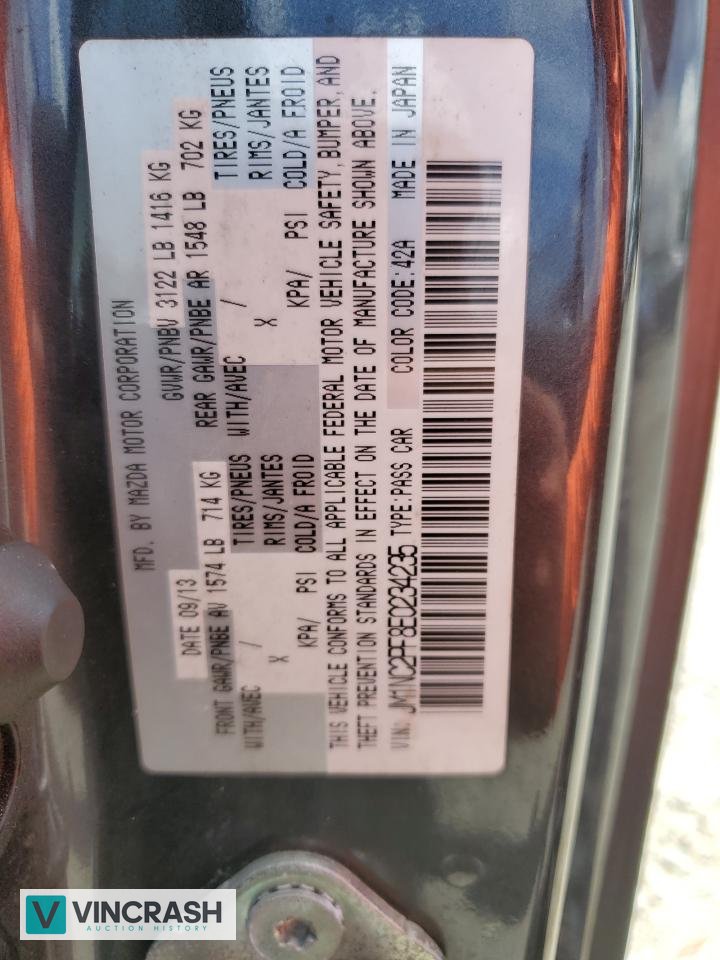 MFD. BY MAZDA MOTOR CORPORATION
DATE 09/13 GVWR/PNBV 3122 LB 1416 KG
FRONT GAWR/PNBE AV 1574 LB 714 KG REAR GAWR/PNBE AR 1548 LB 702 KG
WITH/AVEC / TIRES/PNEUS WITH/AVEC / TIRES/PNEUS
X RIMS/JANTES X RIMS/JANTES
KPA/ PSI COLD/A FROID KPA/ PSI COLD/A FROID
THIS VEHICLE CONFORMS TO ALL APPLICABLE FEDERAL MOTOR VEHICLE SAFETY, BUMPER, AND
THEFT PREVENTION STANDARDS IN EFFECT ON THE DATE OF MANUFACTURE SHOWN ABOVE.
VIN: JM1NC2PF8E0234235 TYPE:PASS CAR COLOR CODE:42A MADE IN JAPAN
V VINCRASH
AUCTION HISTORY